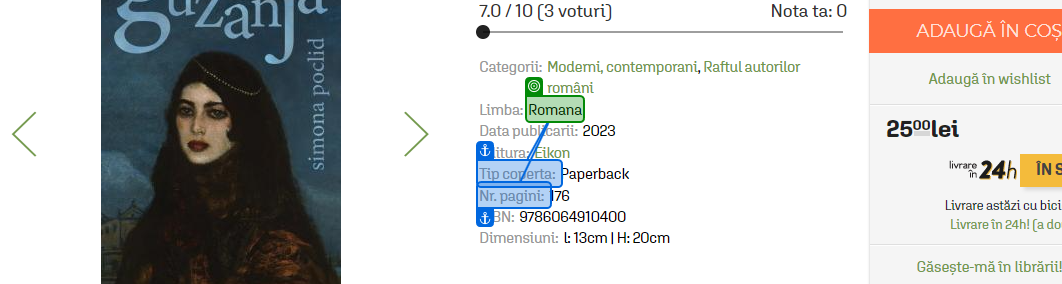 guzanja
simona poclid
7.0 / 10 (3 voturi)
Nota ta: 0
Categorii: Moderni, contemporani, Raftul autorilor
români
Limba: Romana
Data publicarii: 2023
Editura: Eikon
Tip coperta: Paperback
Nr. pagini: 176
ISBN: 9786064910400
Dimensiuni: l: 13cm | H: 20cm
ADAUGĂ ÎN COȘ
Adaugă în wishlist
2500lei
livrare
în 24h
ÎN S
Livrare astăzi cu bici
Livrare în 24h! (a do
Găsește-mă în librării!